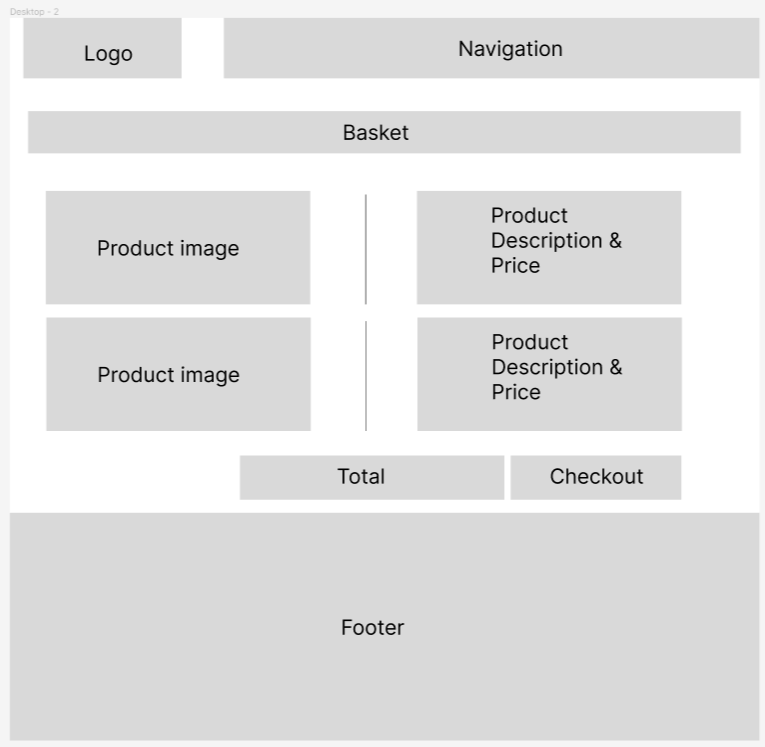 Desktop - 2
Logo
Navigation
Basket
Product image
Product
Description &
Price
Product image
Product
Description &
Price
Total
Checkout
Footer